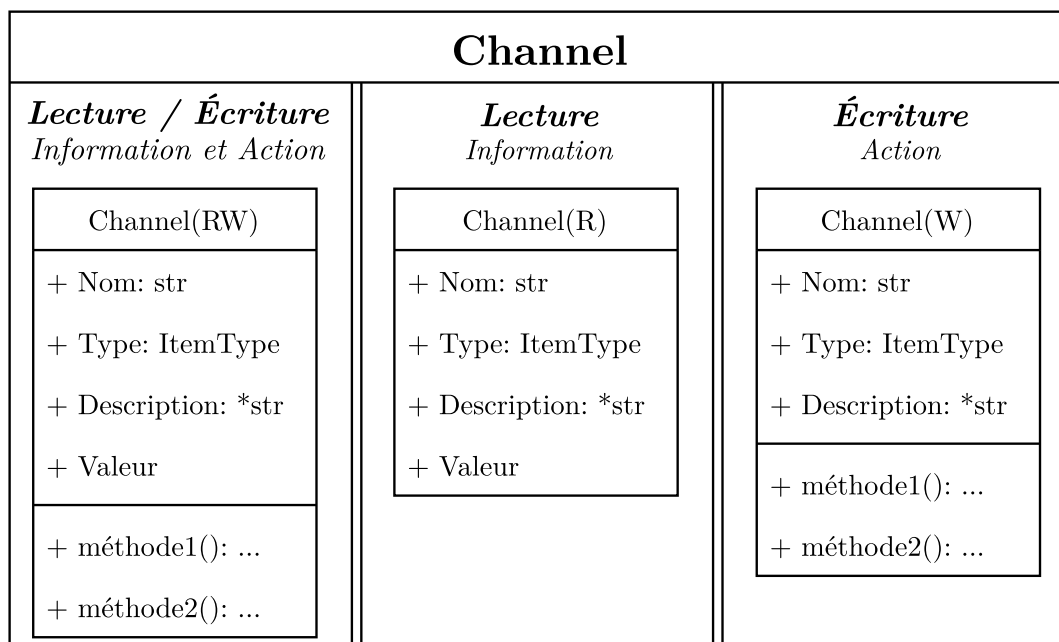 Channel
Lecture / Écriture
Information et Action
Channel(RW)
+ Nom: str
+ Type: ItemType
+ Description: *str
+ Valeur
+ méthode1(): ...
+ méthode2(): ...
Lecture
Information
Channel(R)
+ Nom: str
+ Type: ItemType
+ Description: *str
+ Valeur
Écriture
Action
Channel(W)
+ Nom: str
+ Type: ItemType
+ Description: *str
+ méthode1(): ...
+ méthode2(): ...